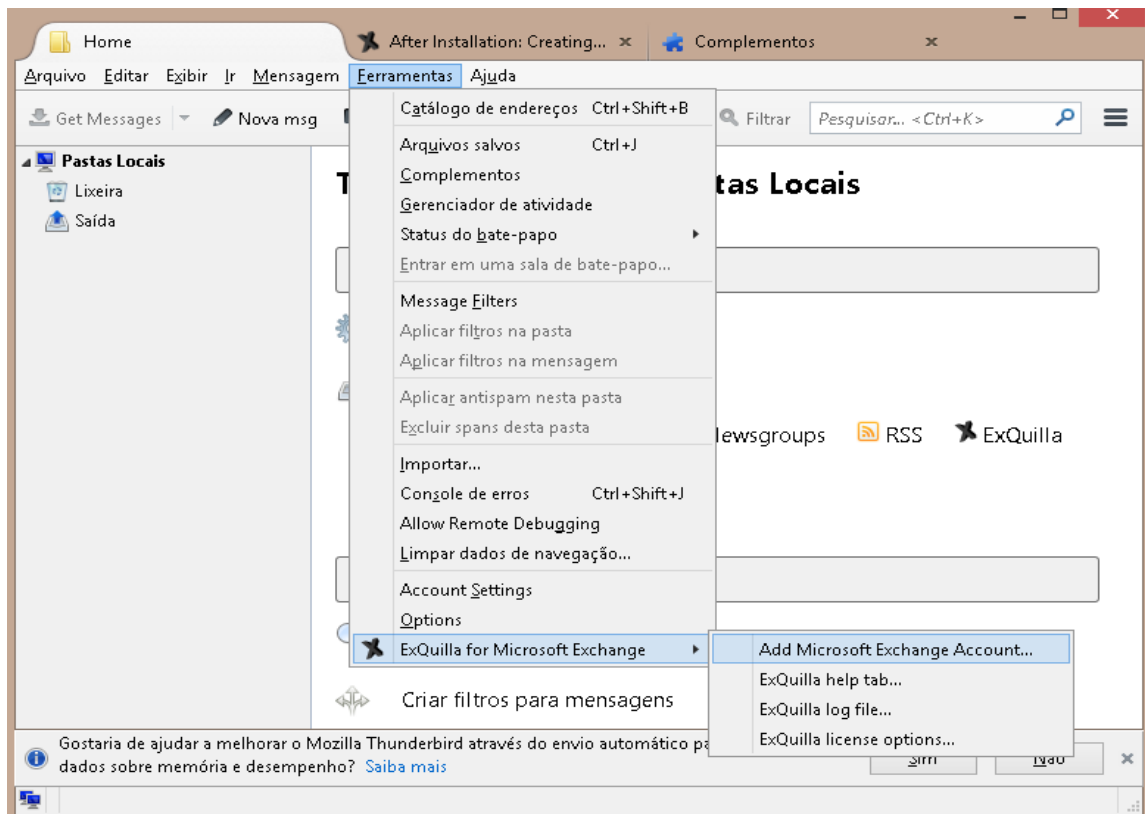 Home
After Installation: Creating...
Complementos
Arquivo Editar Exibir Ir Mensagem Ferramentas Ajuda
Get Messages
Nova msg
Filtrar
Pesquisar... <Ctrl+K>
Pastas Locais
Lixeira
Saída
T
tas Locais
Catálogo de endereços Ctrl+Shift+B
Arquivos salvos Ctrl+J
Complementos
Gerenciador de atividade
Status do bate-papo
Entrar em uma sala de bate-papo...
Message Filters
Aplicar filtros na pasta
Aplicar filtros na mensagem
Aplicar antispam nesta pasta
Excluir spans desta pasta
Importar...
Console de erros Ctrl+Shift+J
Allow Remote Debugging
Limpar dados de navegação...
Account Settings
Options
ExQuilla for Microsoft Exchange
ewsgroups
RSS
ExQuilla
Add Microsoft Exchange Account...
ExQuilla help tab...
ExQuilla log file...
ExQuilla license options...
Criar filtros para mensagens
Gostaria de ajudar a melhorar o Mozilla Thunderbird através do envio automático pa
dados sobre memória e desempenho? Saiba mais
Sim
Não